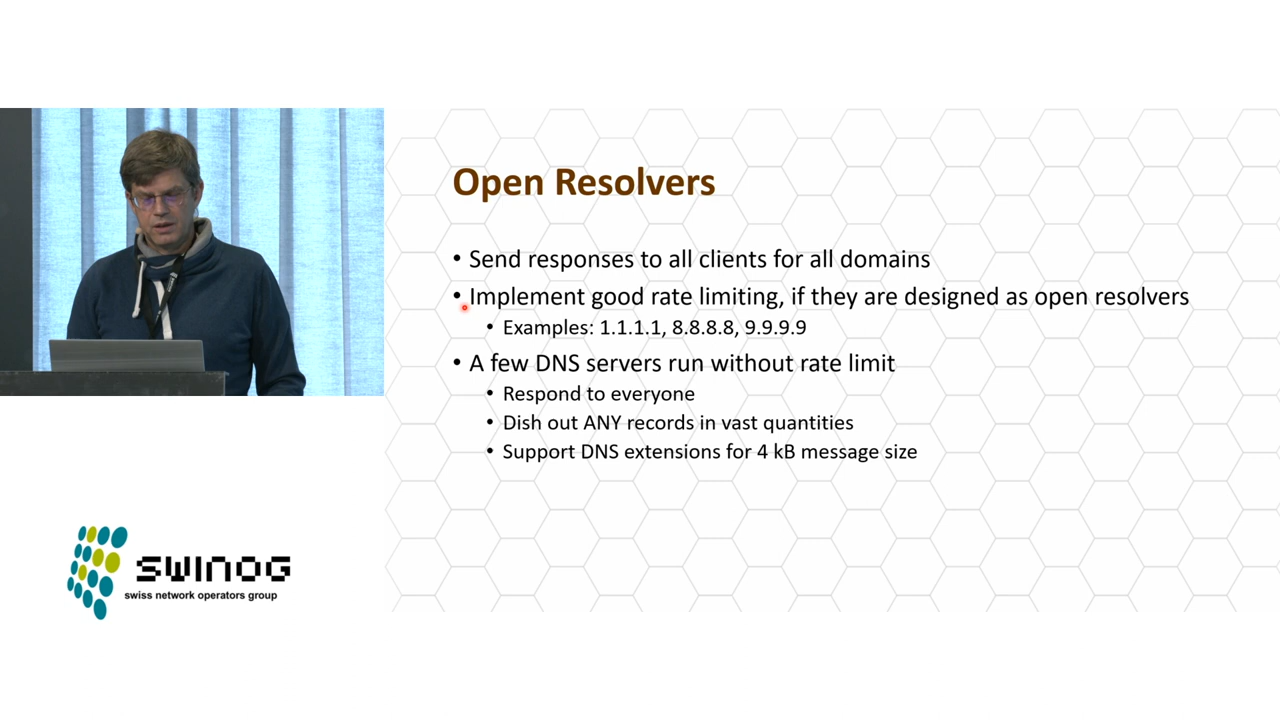 Open Resolvers
• Send responses to all clients for all domains
• Implement good rate limiting, if they are designed as open resolvers
• Examples: 1.1.1.1, 8.8.8.8, 9.9.9.9
• A few DNS servers run without rate limit
• Respond to everyone
• Dish out ANY records in vast quantities
• Support DNS extensions for 4 kB message size
SWINOG
swiss network operators group